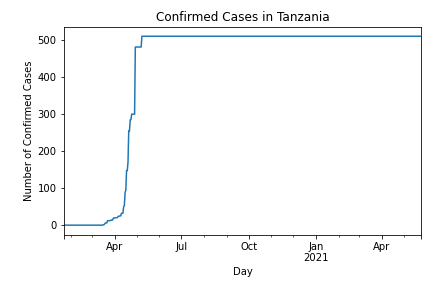 Confirmed Cases in Tanzania
Number of Confirmed Cases
500
400
300
200
100
0
Apr Jul Oct Jan Apr
2021
Day